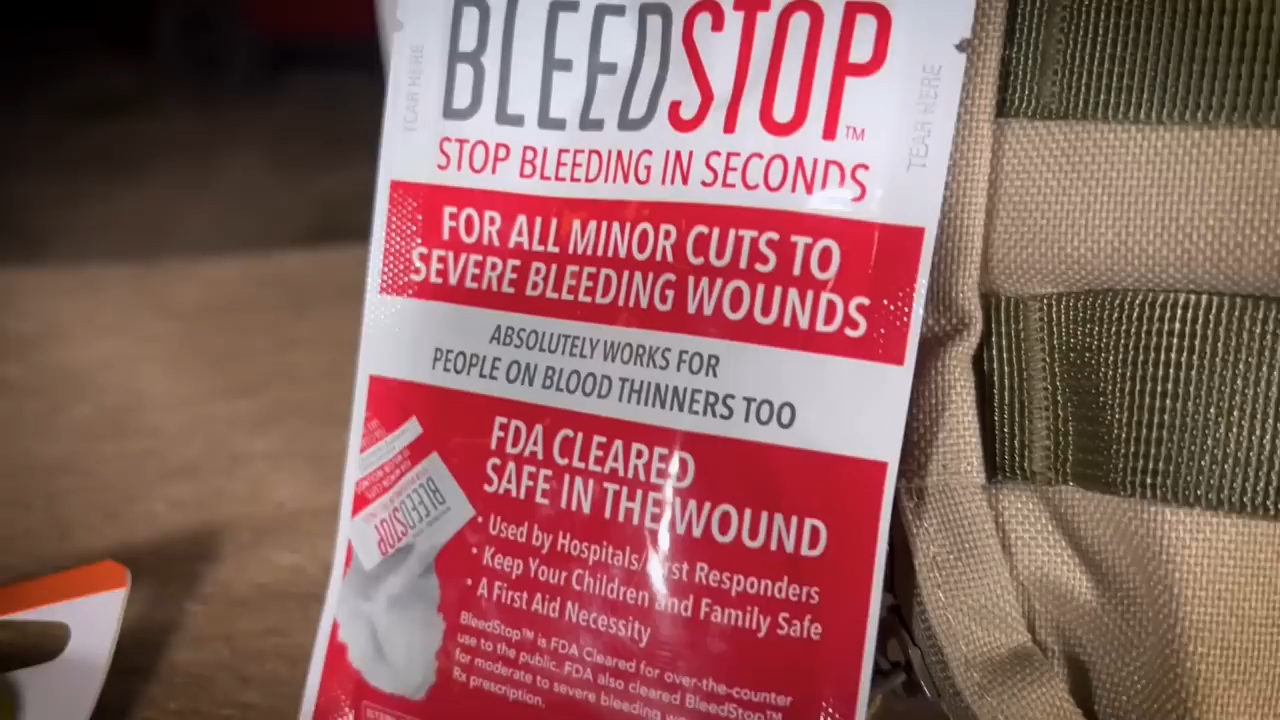 BLEEDSTOP™
TEAR HERE
TEAR HERE
STOP BLEEDING IN SECONDS
FOR ALL MINOR CUTS TO
SEVERE BLEEDING WOUNDS
ABSOLUTELY WORKS FOR
PEOPLE ON BLOOD THINNERS TOO
FDA CLEARED
SAFE IN THE WOUND
• Used by Hospitals/First Responders
• Keep Your Children and Family Safe
• A First Aid Necessity
BLEEDSTOP
BleedStop™ is FDA Cleared for over-the-counter
use to the public. FDA also cleared BleedStop™
for moderate to severe bleeding
Rx prescription.